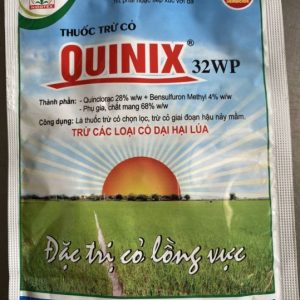 THUỐC TRỪ CỎ
QUINIX® 32WP
Thành phần: - Quinclorac 28% w/w + Bensulfuron Methyl 4% w/w
- Phụ gia, chất mang 68% w/w
Công dụng: Là thuốc trừ cỏ chọn lọc, trừ cỏ giai đoạn hậu nảy mầm.
TRỪ CÁC LOẠI CỎ DẠI HẠI LÚA
Đặc trị cỏ lồng vực